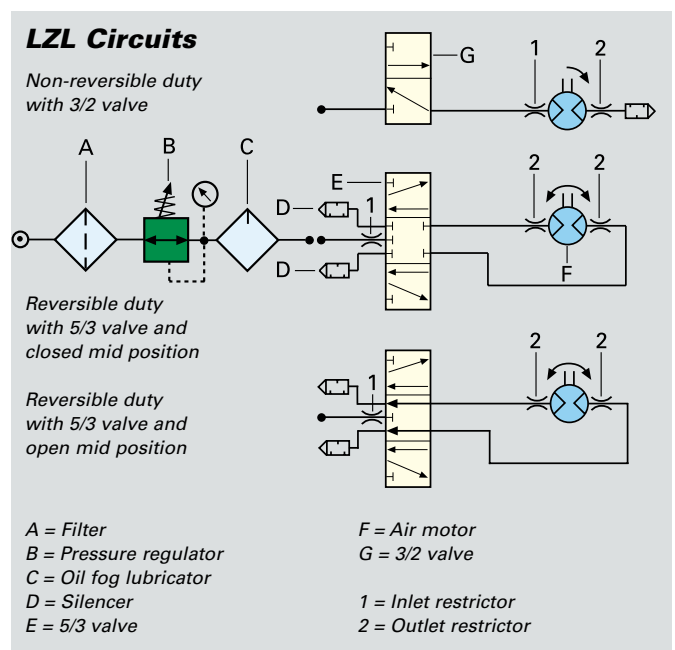 LZL Circuits
Non-reversible duty
with 3/2 valve
G
1
2
A
B
C
E
D
1
2
2
D
F
Reversible duty
with 5/3 valve and
closed mid position
1
2
2
Reversible duty
with 5/3 valve and
open mid position
A = Filter
B = Pressure regulator
C = Oil fog lubricator
D = Silencer
E = 5/3 valve
F = Air motor
G = 3/2 valve
1 = Inlet restrictor
2 = Outlet restrictor